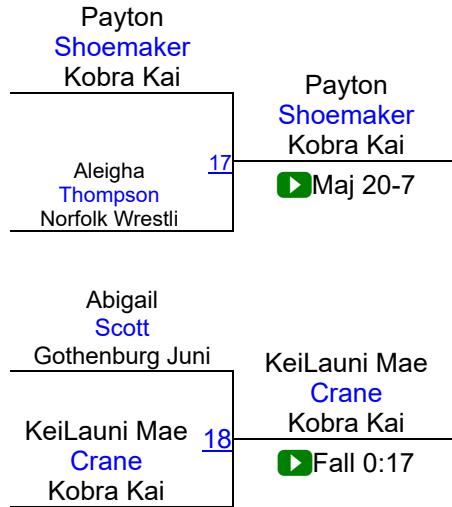 Payton
Shoemaker
Kobra Kai
Aleigha
Thompson
Norfolk Wrestli
17
Payton
Shoemaker
Kobra Kai
Maj 20-7
Abigail
Scott
Gothenburg Juni
KeiLauni Mae
Crane
Kobra Kai
18
KeiLauni Mae
Crane
Kobra Kai
Fall 0:17